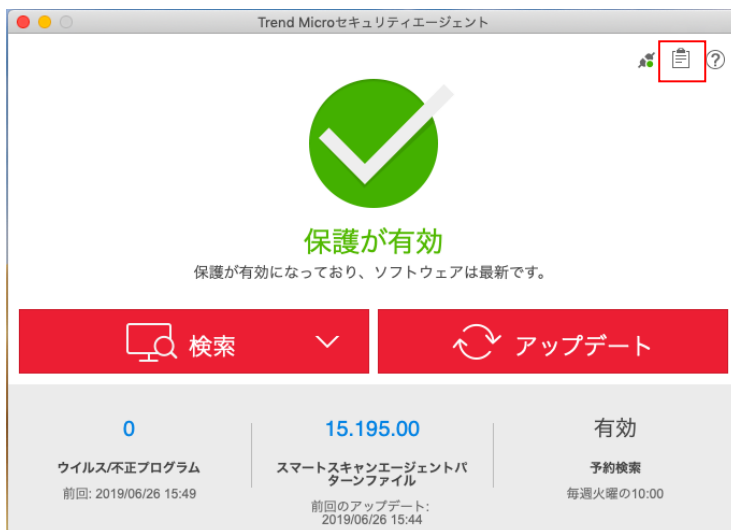 Trend Microセキュリティエージェント
保護が有効
保護が有効になっており、ソフトウェアは最新です。
検索
アップデート
0
ウイルス/不正プログラム
前回: 2019/06/26 15:49
15.195.00
スマートスキャンエージェントパ
ターンファイル
前回のアップデート:
2019/06/26 15:44
有効
予約検索
毎週火曜の10:00